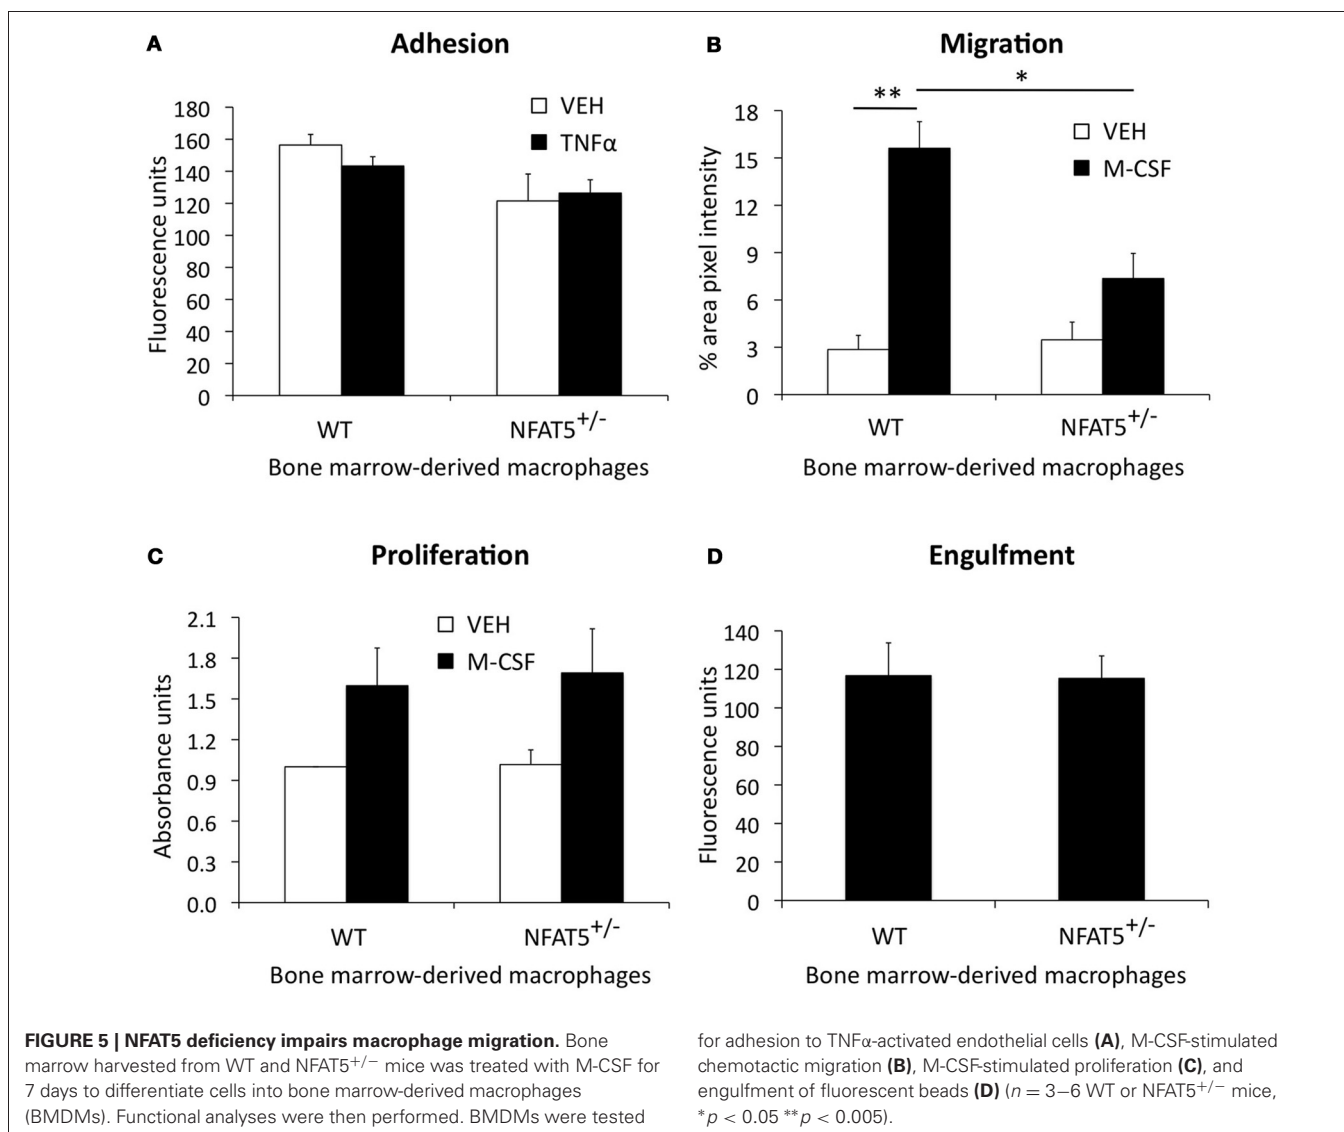 A
Adhesion
180
160
140
120
100
80
60
40
20
0
Fluorescence units
VEH
TNFα
WT
NFAT5+/-
Bone marrow-derived macrophages
B
Migration
*
**
18
15
12
9
6
3
0
% area pixel intensity
VEH
M-CSF
WT
NFAT5+/-
Bone marrow-derived macrophages
C
Proliferation
2.1
1.8
1.5
1.2
0.9
0.6
0.3
0.0
Absorbance units
VEH
M-CSF
WT
NFAT5+/-
Bone marrow-derived macrophages
D
Engulfment
140
120
100
80
60
40
20
0
Fluorescence units
WT
NFAT5+/-
Bone marrow-derived macrophages
FIGURE 5 | NFAT5 deficiency impairs macrophage migration. Bone
marrow harvested from WT and NFAT5+/− mice was treated with M-CSF for
7 days to differentiate cells into bone marrow-derived macrophages
(BMDMs). Functional analyses were then performed. BMDMs were tested
for adhesion to TNFα-activated endothelial cells (A), M-CSF-stimulated
chemotactic migration (B), M-CSF-stimulated proliferation (C), and
engulfment of fluorescent beads (D) (n = 3–6 WT or NFAT5+/− mice,
*p < 0.05 **p < 0.005).